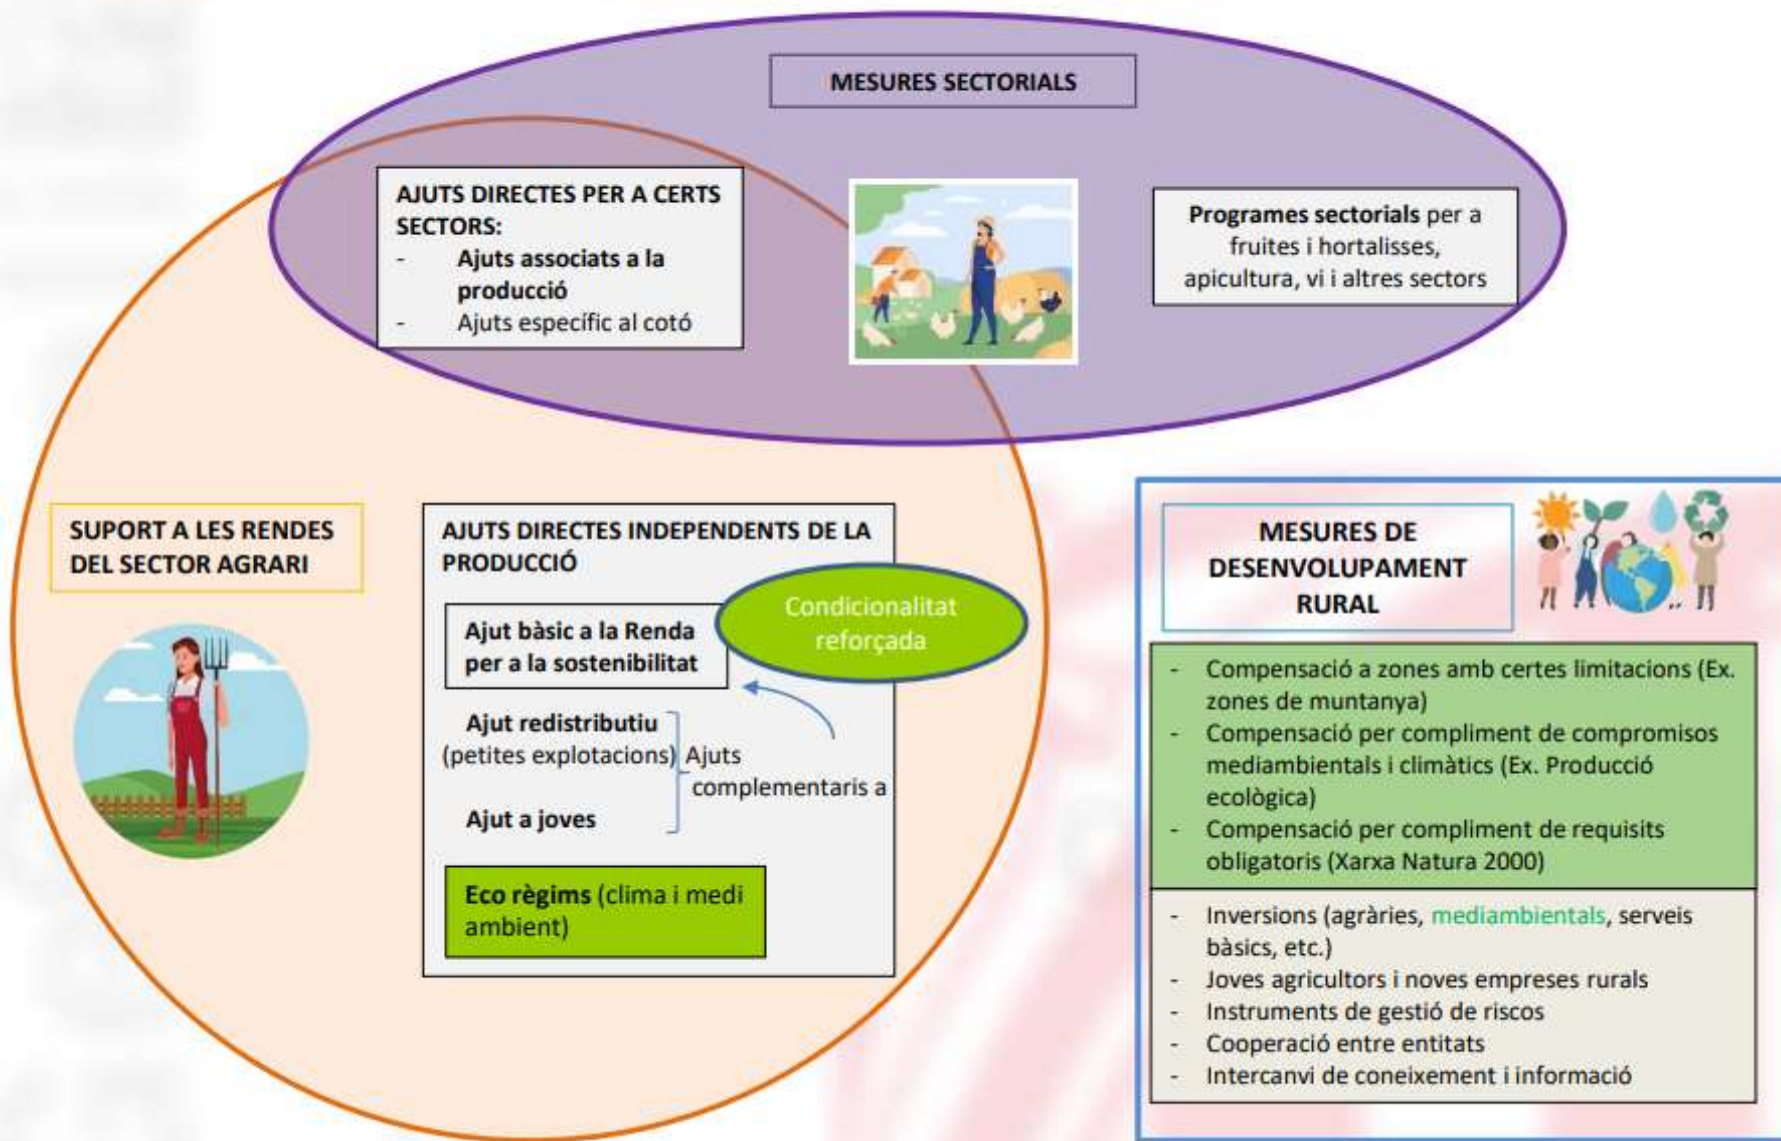 MESURES SECTORIALS
AJUTS DIRECTES PER A CERTS
SECTORS:
- Ajuts associats a la
producció
- Ajuts específic al cotó
Programes sectorials per a
fruites i hortalisses,
apicultura, vi i altres sectors
SUPORT A LES RENDES
DEL SECTOR AGRARI
AJUTS DIRECTES INDEPENDENTS DE LA
PRODUCCIÓ
Condicionalitat
reforçada
Ajut bàsic a la Renda
per a la sostenibilitat
Ajut redistributiu
(petites explotacions)
Ajuts
complementaris a
Ajut a joves
Eco règims (clima i medi
ambient)
MESURES DE
DESENVOLUPAMENT
RURAL
- Compensació a zones amb certes limitacions (Ex.
zones de muntanya)
- Compensació per compliment de compromisos
mediambientals i climàtics (Ex. Producció
ecològica)
- Compensació per compliment de requisits
obligatoris (Xarxa Natura 2000)
- Inversions (agràries, mediambientals, serveis
bàsics, etc.)
- Joves agricultors i noves empreses rurals
- Instruments de gestió de riscos
- Cooperació entre entitats
- Intercanvi de coneixement i informació